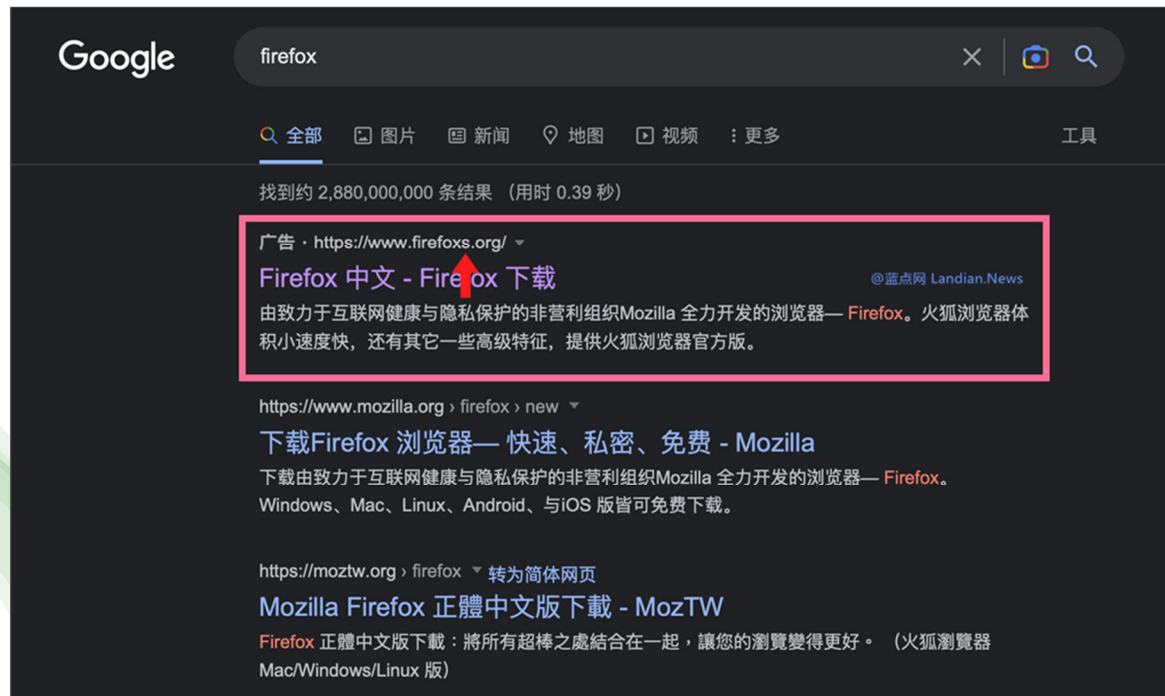 Google
firefox
全部 图片 新闻 地图 视频 更多 工具
找到约 2,880,000,000 条结果 （用时 0.39 秒）
广告 · https://www.firefoxs.org/
Firefox 中文 - Firefox 下载
@蓝点网 Landian.News
由致力于互联网健康与隐私保护的非营利组织Mozilla 全力开发的浏览器— Firefox。火狐浏览器体
积小速度快，还有其它一些高级特征，提供火狐浏览器官方版。
https://www.mozilla.org › firefox › new
下载Firefox 浏览器— 快速、私密、免费 - Mozilla
下载由致力于互联网健康与隐私保护的非营利组织Mozilla 全力开发的浏览器— Firefox。
Windows、Mac、Linux、Android、与iOS 版皆可免费下载。
https://moztw.org › firefox 转为简体网页
Mozilla Firefox 正體中文版下載 - MozTW
Firefox 正體中文版下載：將所有超棒之處結合在一起，讓您的瀏覽變得更好。 （火狐瀏覽器
Mac/Windows/Linux 版）